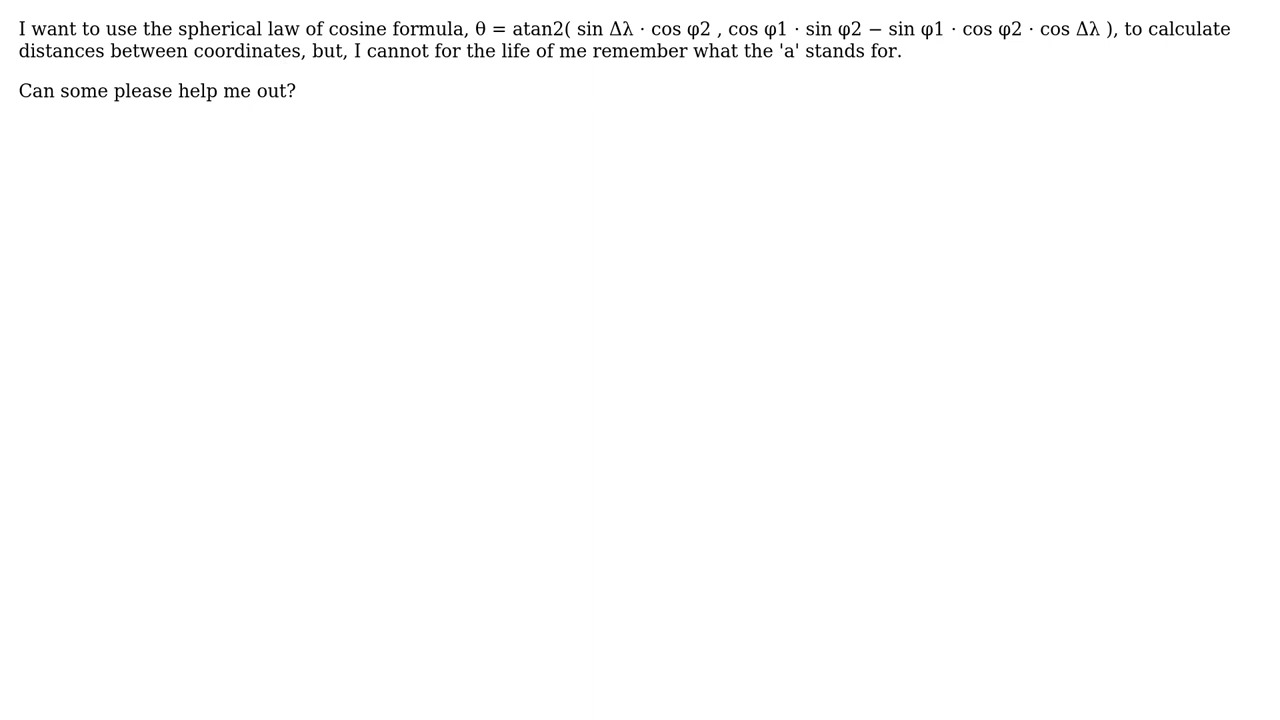 I want to use the spherical law of cosine formula, θ = atan2( sin Δλ ⋅ cos φ2 , cos φ1 ⋅ sin φ2 − sin φ1 ⋅ cos φ2 ⋅ cos Δλ ), to calculate
distances between coordinates, but, I cannot for the life of me remember what the 'a' stands for.
Can some please help me out?